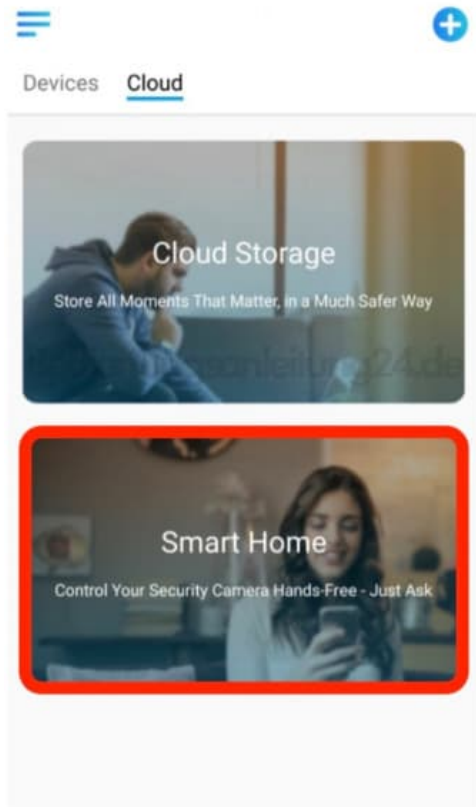 Devices Cloud
Cloud Storage
Store All Moments That Matter, in a Much Safer Way
Smart Home
Control Your Security Camera Hands-Free - Just Ask